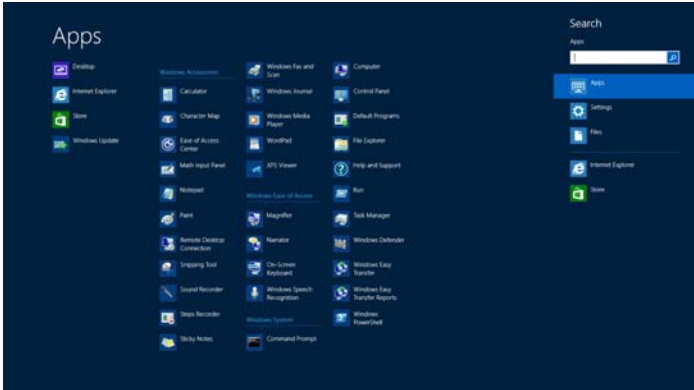 Apps
Desktop
Internet Explorer
Store
Windows Update
Windows Accessories
Calculator
Character Map
Ease of Access
Center
Math Input Panel
Notepad
Paint
Remote Desktop
Connection
Snipping Tool
Sound Recorder
Steps Recorder
Sticky Notes
Windows Fax and
Scan
Windows Journal
Windows Media
Player
WordPad
XPS Viewer
Windows Ease of Access
Magnifier
Narrator
On-Screen
Keyboard
Windows Speech
Recognition
Windows System
Command Prompt
Computer
Control Panel
Default Programs
File Explorer
Help and Support
Run
Task Manager
Windows Defender
Windows Easy
Transfer
Windows Easy
Transfer Reports
Windows
PowerShell
Search
Apps
Apps
Settings
Files
Internet Explorer
Store